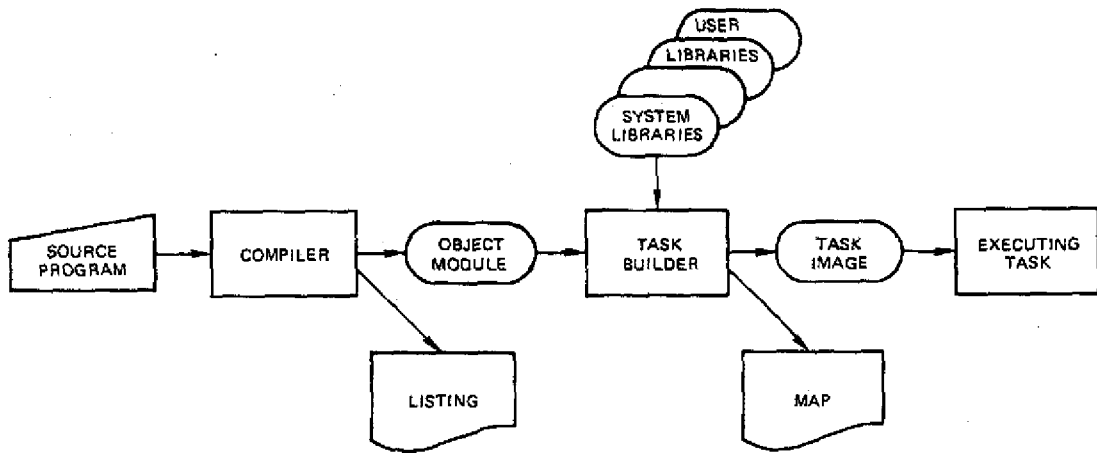 USER
LIBRARIES
SYSTEM
LIBRARIES
SOURCE
PROGRAM
COMPILER
OBJECT
MODULE
TASK
BUILDER
TASK
IMAGE
EXECUTING
TASK
LISTING
MAP